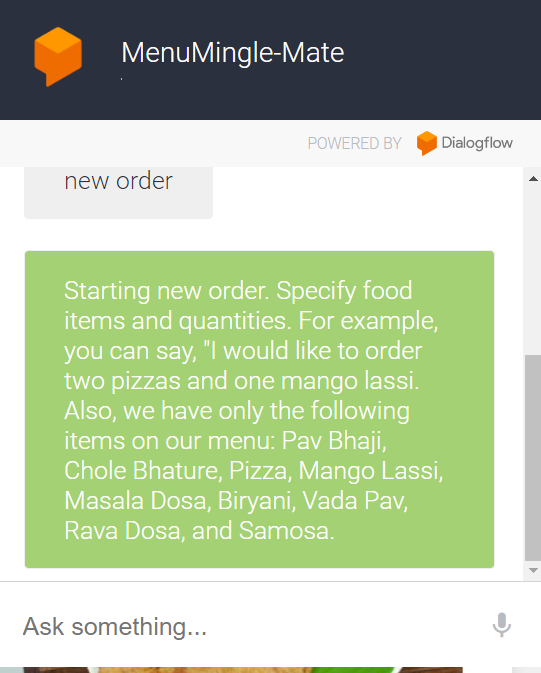 MenuMingle-Mate
.
POWERED BY Dialogflow
new order
Starting new order. Specify food
items and quantities. For example,
you can say, "I would like to order
two pizzas and one mango lassi.
Also, we have only the following
items on our menu: Pav Bhaji,
Chole Bhature, Pizza, Mango Lassi,
Masala Dosa, Biryani, Vada Pav,
Rava Dosa, and Samosa.
Ask something...